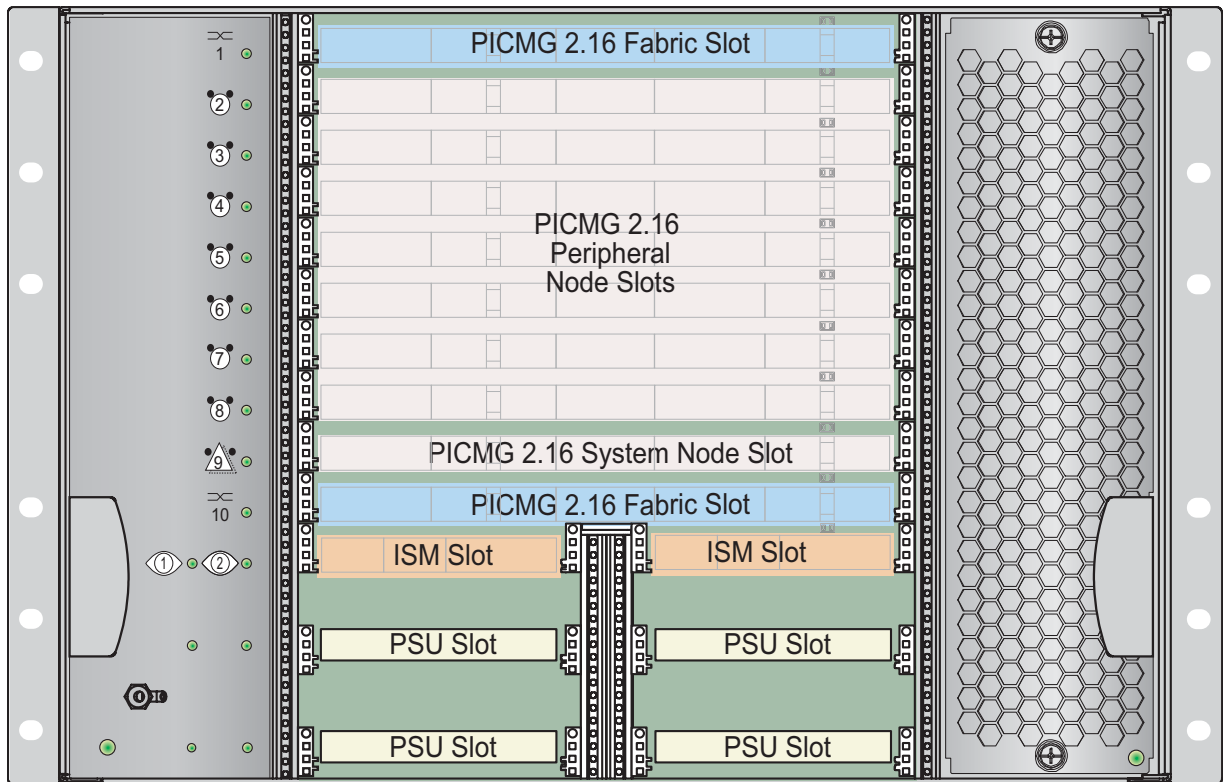 PICMG 2.16 Fabric Slot
1
2
3
4
PICMG 2.16
Peripheral
Node Slots
5
6
7
8
PICMG 2.16 System Node Slot
9
PICMG 2.16 Fabric Slot
10
ISM Slot
ISM Slot
1
2
PSU Slot
PSU Slot
PSU Slot
PSU Slot